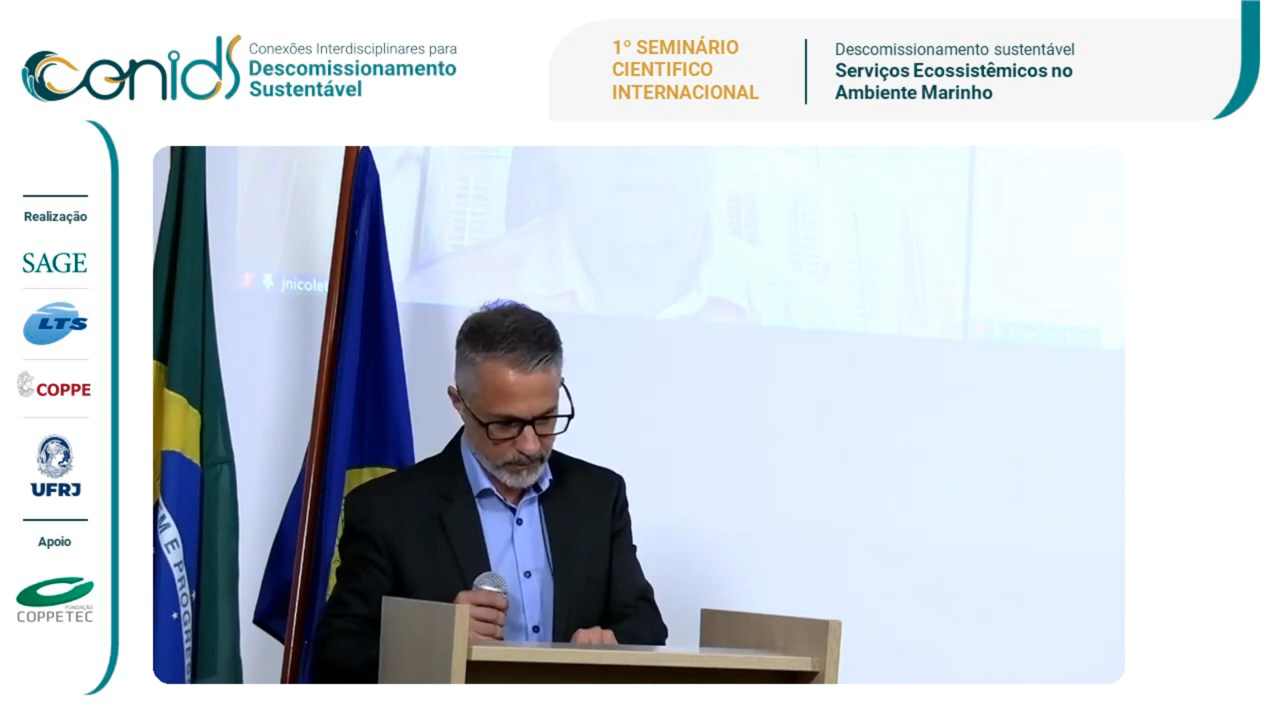 conids
Conexões Interdisciplinares para
Descomissionamento
Sustentável
1º SEMINÁRIO
CIENTIFICO
INTERNACIONAL
Descomissionamento sustentável
Serviços Ecossistêmicos no
Ambiente Marinho
Realização
SAGE
LTS
COPPE
UFRJ
Apoio
FUNDAÇÃO
COPPETEC
jnicole
M E PROGRE